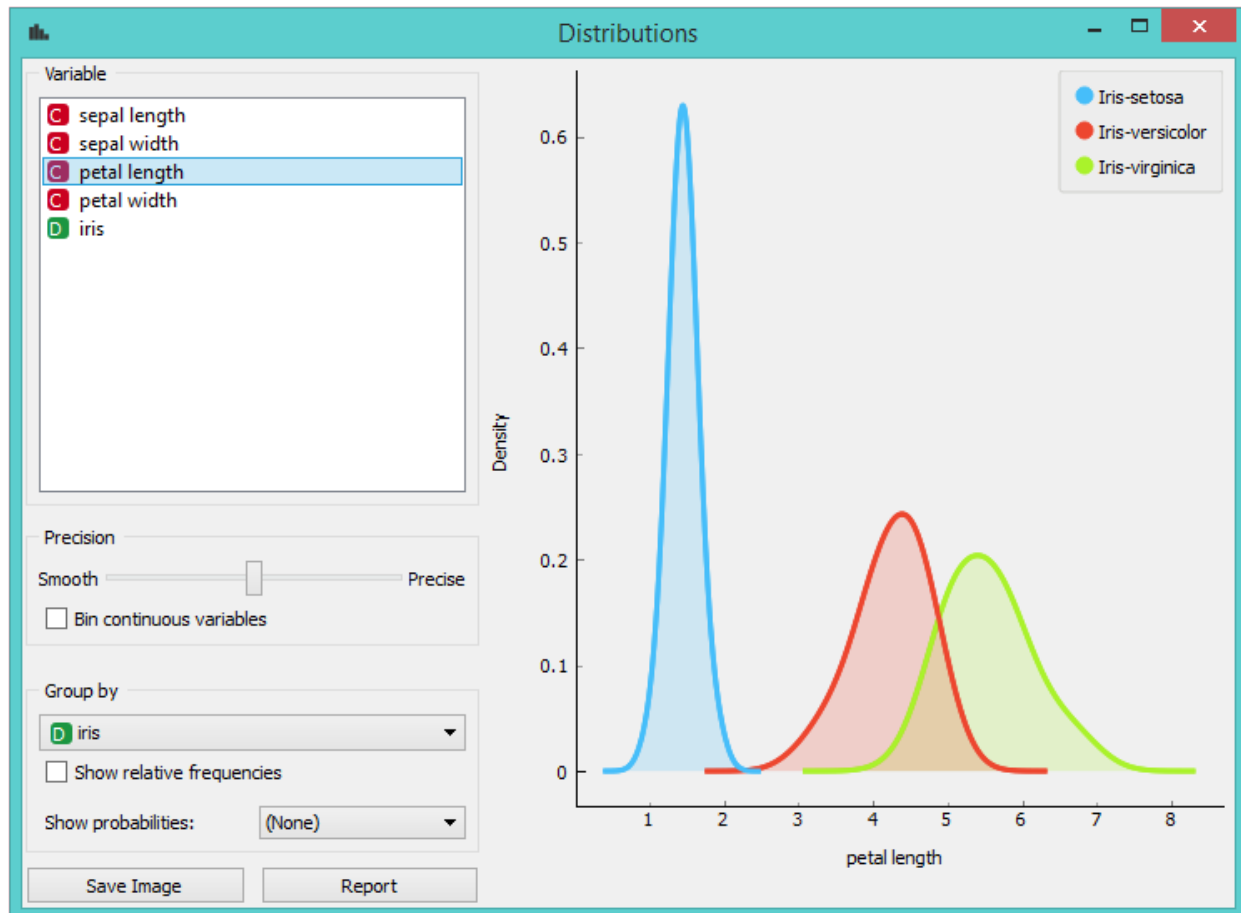 Distributions
Variable
C sepal length
C sepal width
C petal length
C petal width
D iris
Precision
Smooth Precise
Bin continuous variables
Group by
D iris
Show relative frequencies
Show probabilities: (None)
Save Image Report
Iris-setosa
Iris-versicolor
Iris-virginica
Density
0.6
0.5
0.4
0.3
0.2
0.1
0
1 2 3 4 5 6 7 8
petal length